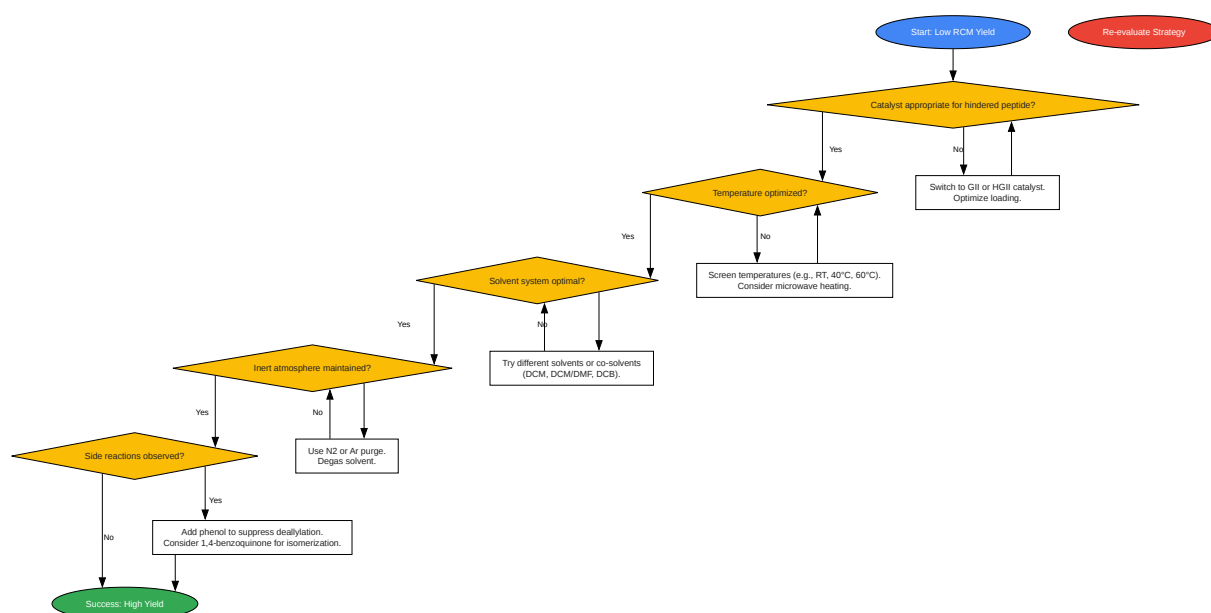 Start: Low RCM Yield
Re-evaluate Strategy
Catalyst appropriate for hindered peptide?
Yes
No
Switch to GII or HGII catalyst.
Optimize loading.
Temperature optimized?
Yes
No
Screen temperatures (e.g., RT, 40°C, 60°C).
Consider microwave heating.
Solvent system optimal?
Yes
No
Try different solvents or co-solvents
(DCM, DCM/DMF, DCB).
Inert atmosphere maintained?
Yes
No
Use N2 or Ar purge.
Degas solvent.
Side reactions observed?
Yes
No
Add phenol to suppress deallylation.
Consider 1,4-benzoquinone for isomerization.
Success: High Yield